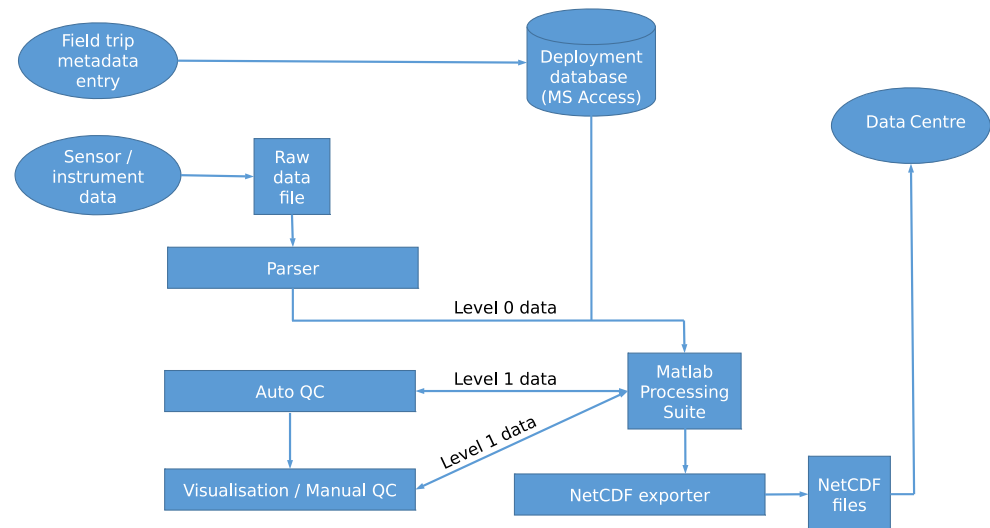 Field trip
metadata
entry
Deployment
database
(MS Access)
Data Centre
Sensor /
instrument
data
Raw
data
file
Parser
Level 0 data
Matlab
Processing
Suite
Level 1 data
Auto QC
Level 1 data
Visualisation / Manual QC
NetCDF exporter
NetCDF
files